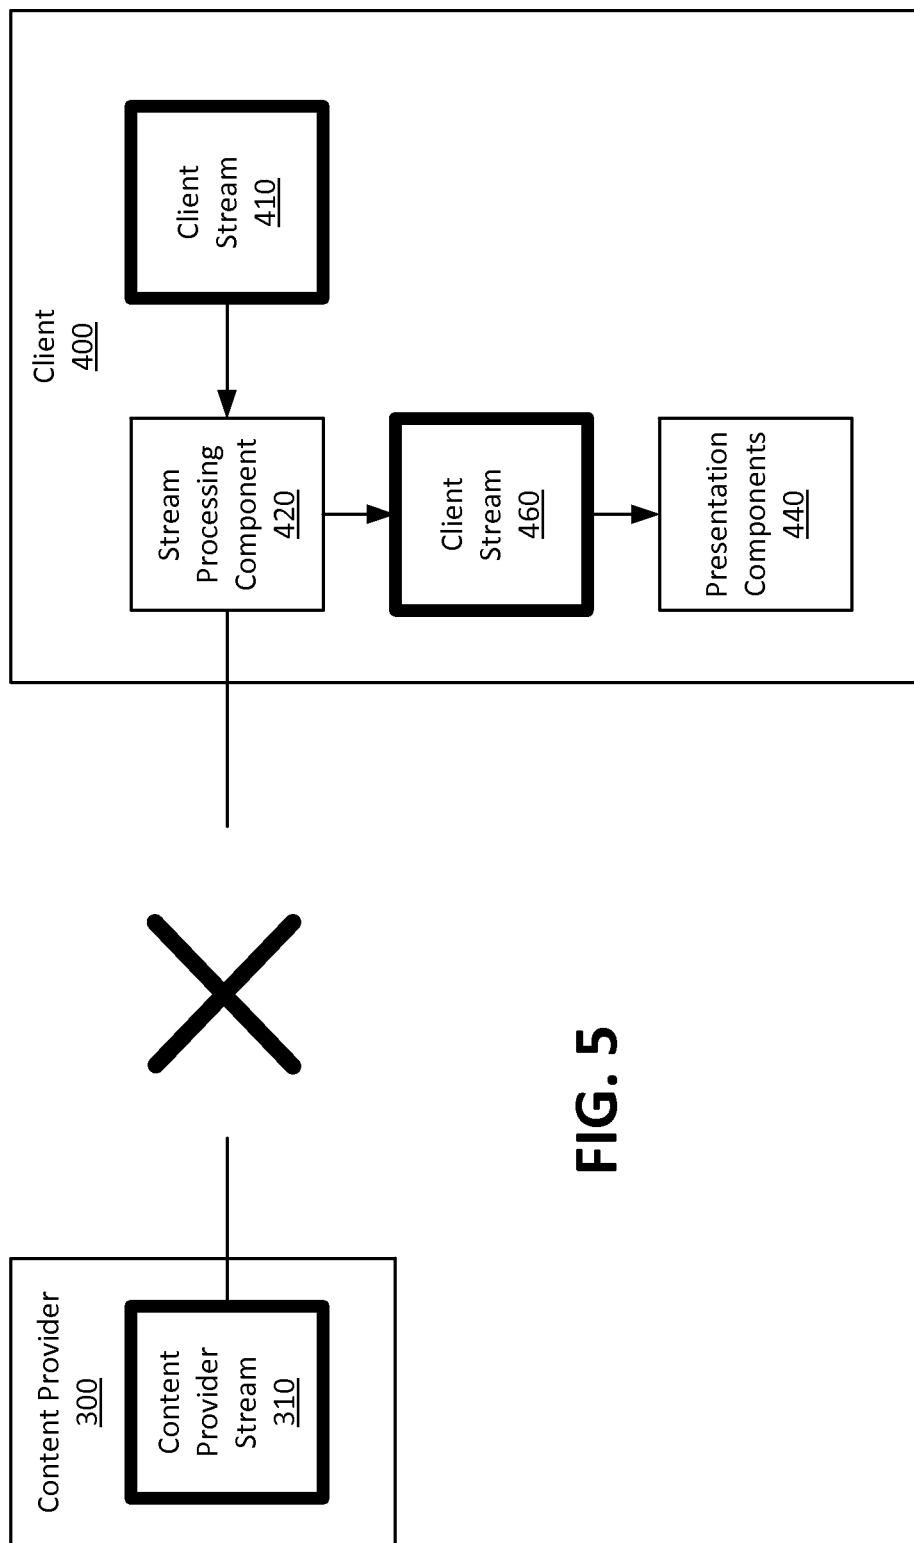 Content Provider
300
Content
Provider
Stream
310
Client
400
Stream
Processing
Component
420
Client
Stream
410
Client
Stream
460
Presentation
Components
440
FIG. 5